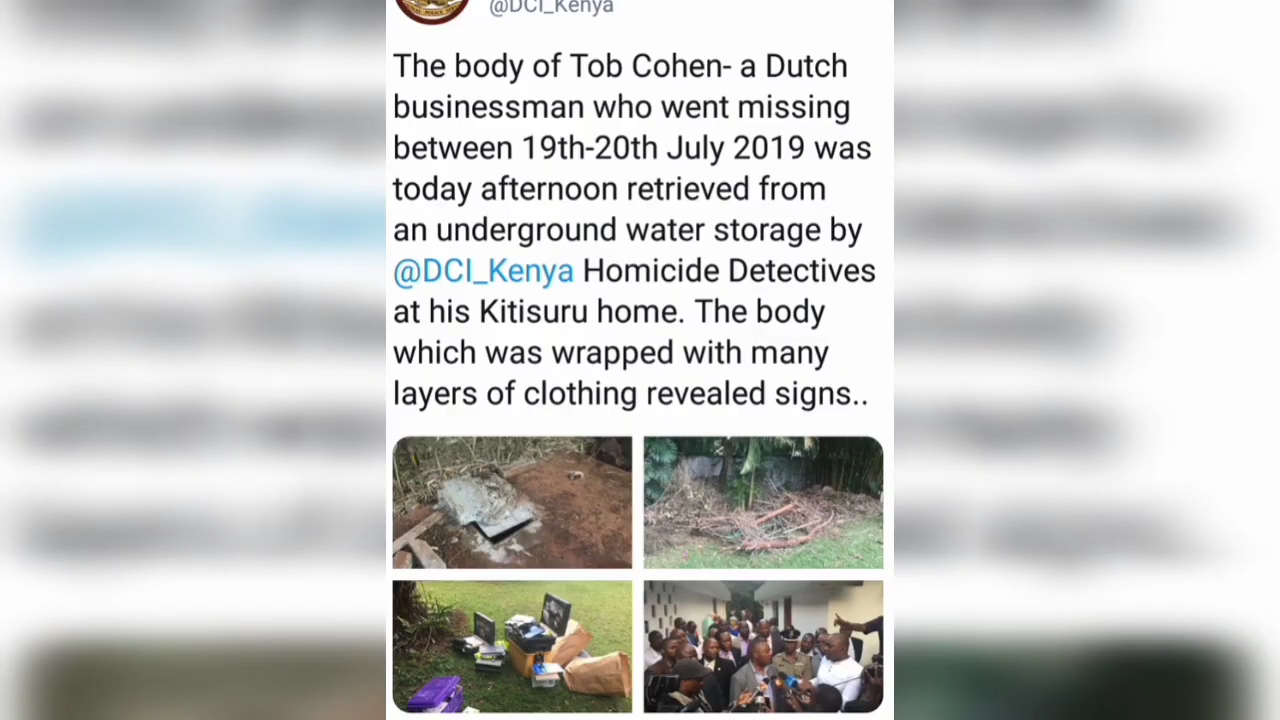 @DCI_Kenya
The body of Tob Cohen- a Dutch
businessman who went missing
between 19th-20th July 2019 was
today afternoon retrieved from
an underground water storage by
@DCI_Kenya Homicide Detectives
at his Kitisuru home. The body
which was wrapped with many
layers of clothing revealed signs..